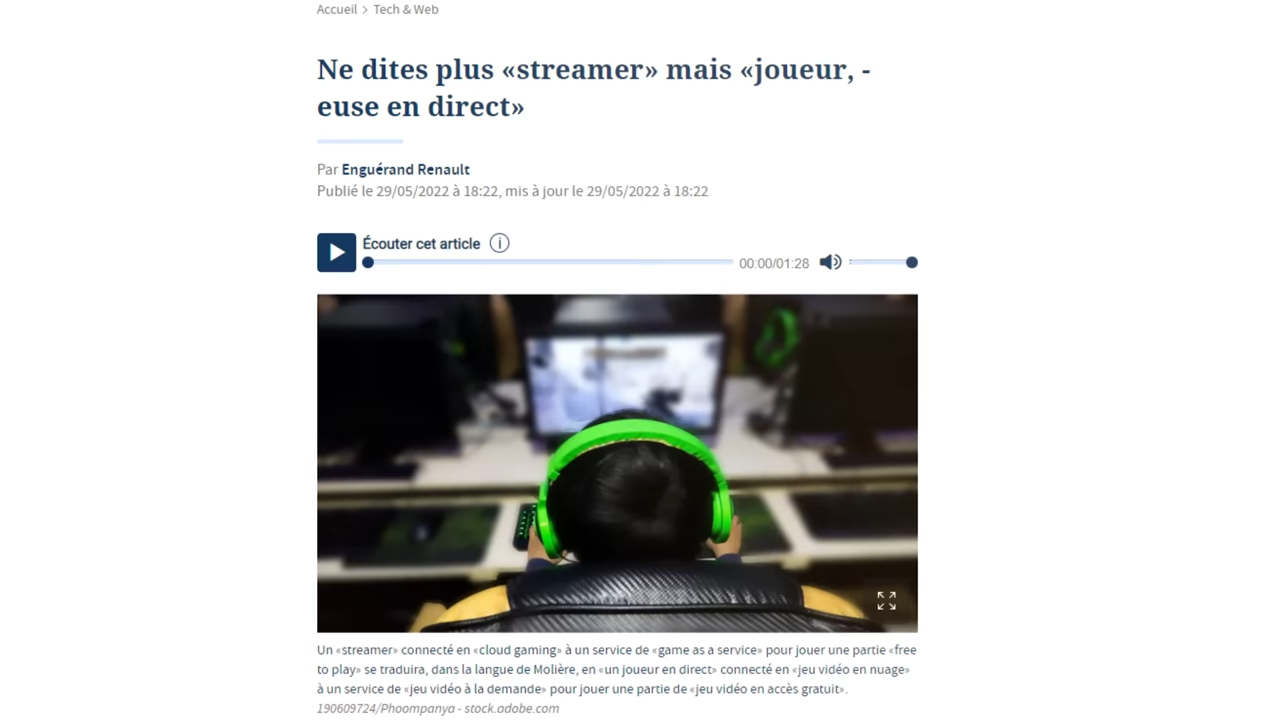 Accueil > Tech & Web
Ne dites plus «streamer» mais «joueur, -
euse en direct»
Par Enguérand Renault
Publié le 29/05/2022 à 18:22, mis à jour le 29/05/2022 à 18:22
Écouter cet article i
00:00/01:28
Un «streamer» connecté en «cloud gaming» à un service de «game as a service» pour jouer une partie «free
to play» se traduira, dans la langue de Molière, en «un joueur en direct» connecté en «jeu vidéo en nuage»
à un service de «jeu vidéo à la demande» pour jouer une partie de «jeu vidéo en accès gratuit».
190609724/Phoompanya - stock.adobe.com